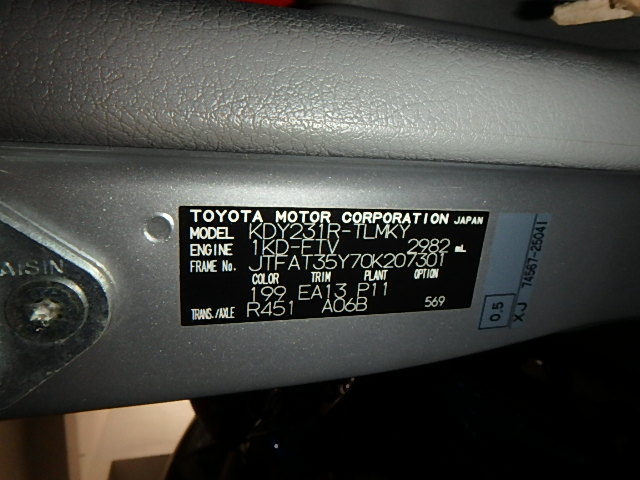 TOYOTA MOTOR CORPORATION JAPAN
MODEL KDY231R-TLMKY
ENGINE 1KD-FTV 2982 mL
FRAME No. JTFAT35Y70K207301
COLOR TRIM PLANT OPTION
199 EA13 P11
TRANS./AXLE R451 A06B 569
0.5
XJ 74567-25041
AISIN